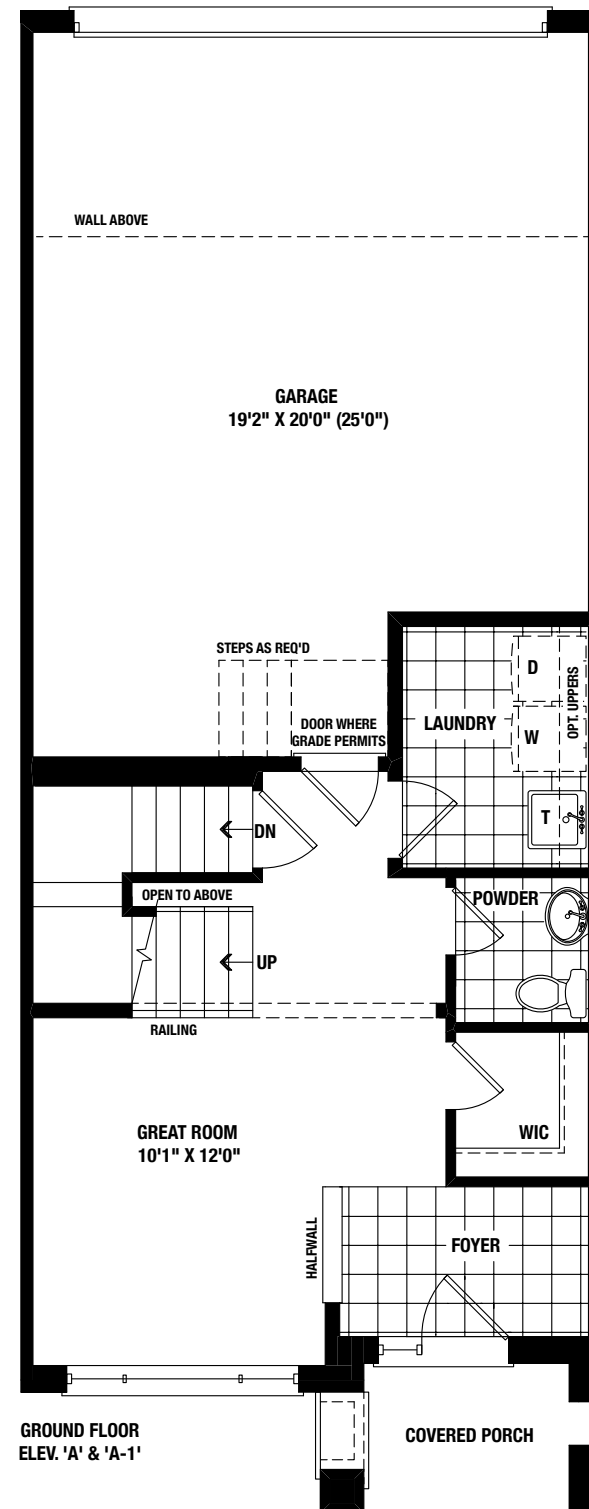 WALL ABOVE
GARAGE
19'2" X 20'0" (25'0")
STEPS AS REQ'D
DOOR WHERE
GRADE PERMITS
LAUNDRY
D
W
OPT. UPPERS
T
DN
OPEN TO ABOVE
POWDER
UP
RAILING
GREAT ROOM
10'1" X 12'0"
WIC
HALFWALL
FOYER
GROUND FLOOR
ELEV. 'A' & 'A-1'
COVERED PORCH